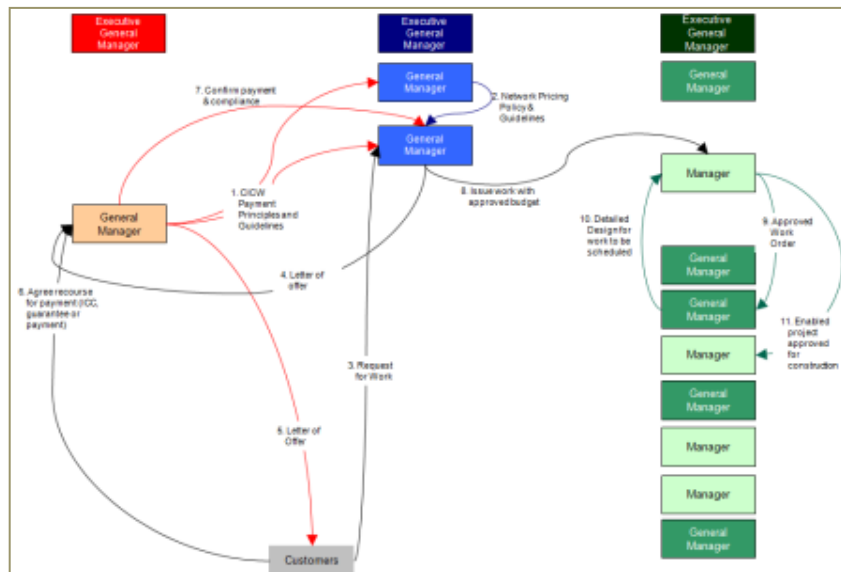 Executive
General
Manager
Executive
General
Manager
Executive
General
Manager
General
Manager
General
Manager
7. Confirm payment
& compliance
2. Network Pricing
Policy &
Guidelines
General
Manager
Manager
1. CICW
Payment
Principles and
Guidelines
8. Issue work with
approved budget
General
Manager
10. Detailed
Design for
work to be
scheduled
9. Approved
Work
Order
4. Letter of
offer
General
Manager
6. Agree recourse
for payment (ICC,
guarantee or
payment)
General
Manager
11. Enabled
project
approved
for
construction
Manager
3. Request
for Work
General
Manager
5. Letter of
Offer
Manager
Manager
Customers
General
Manager